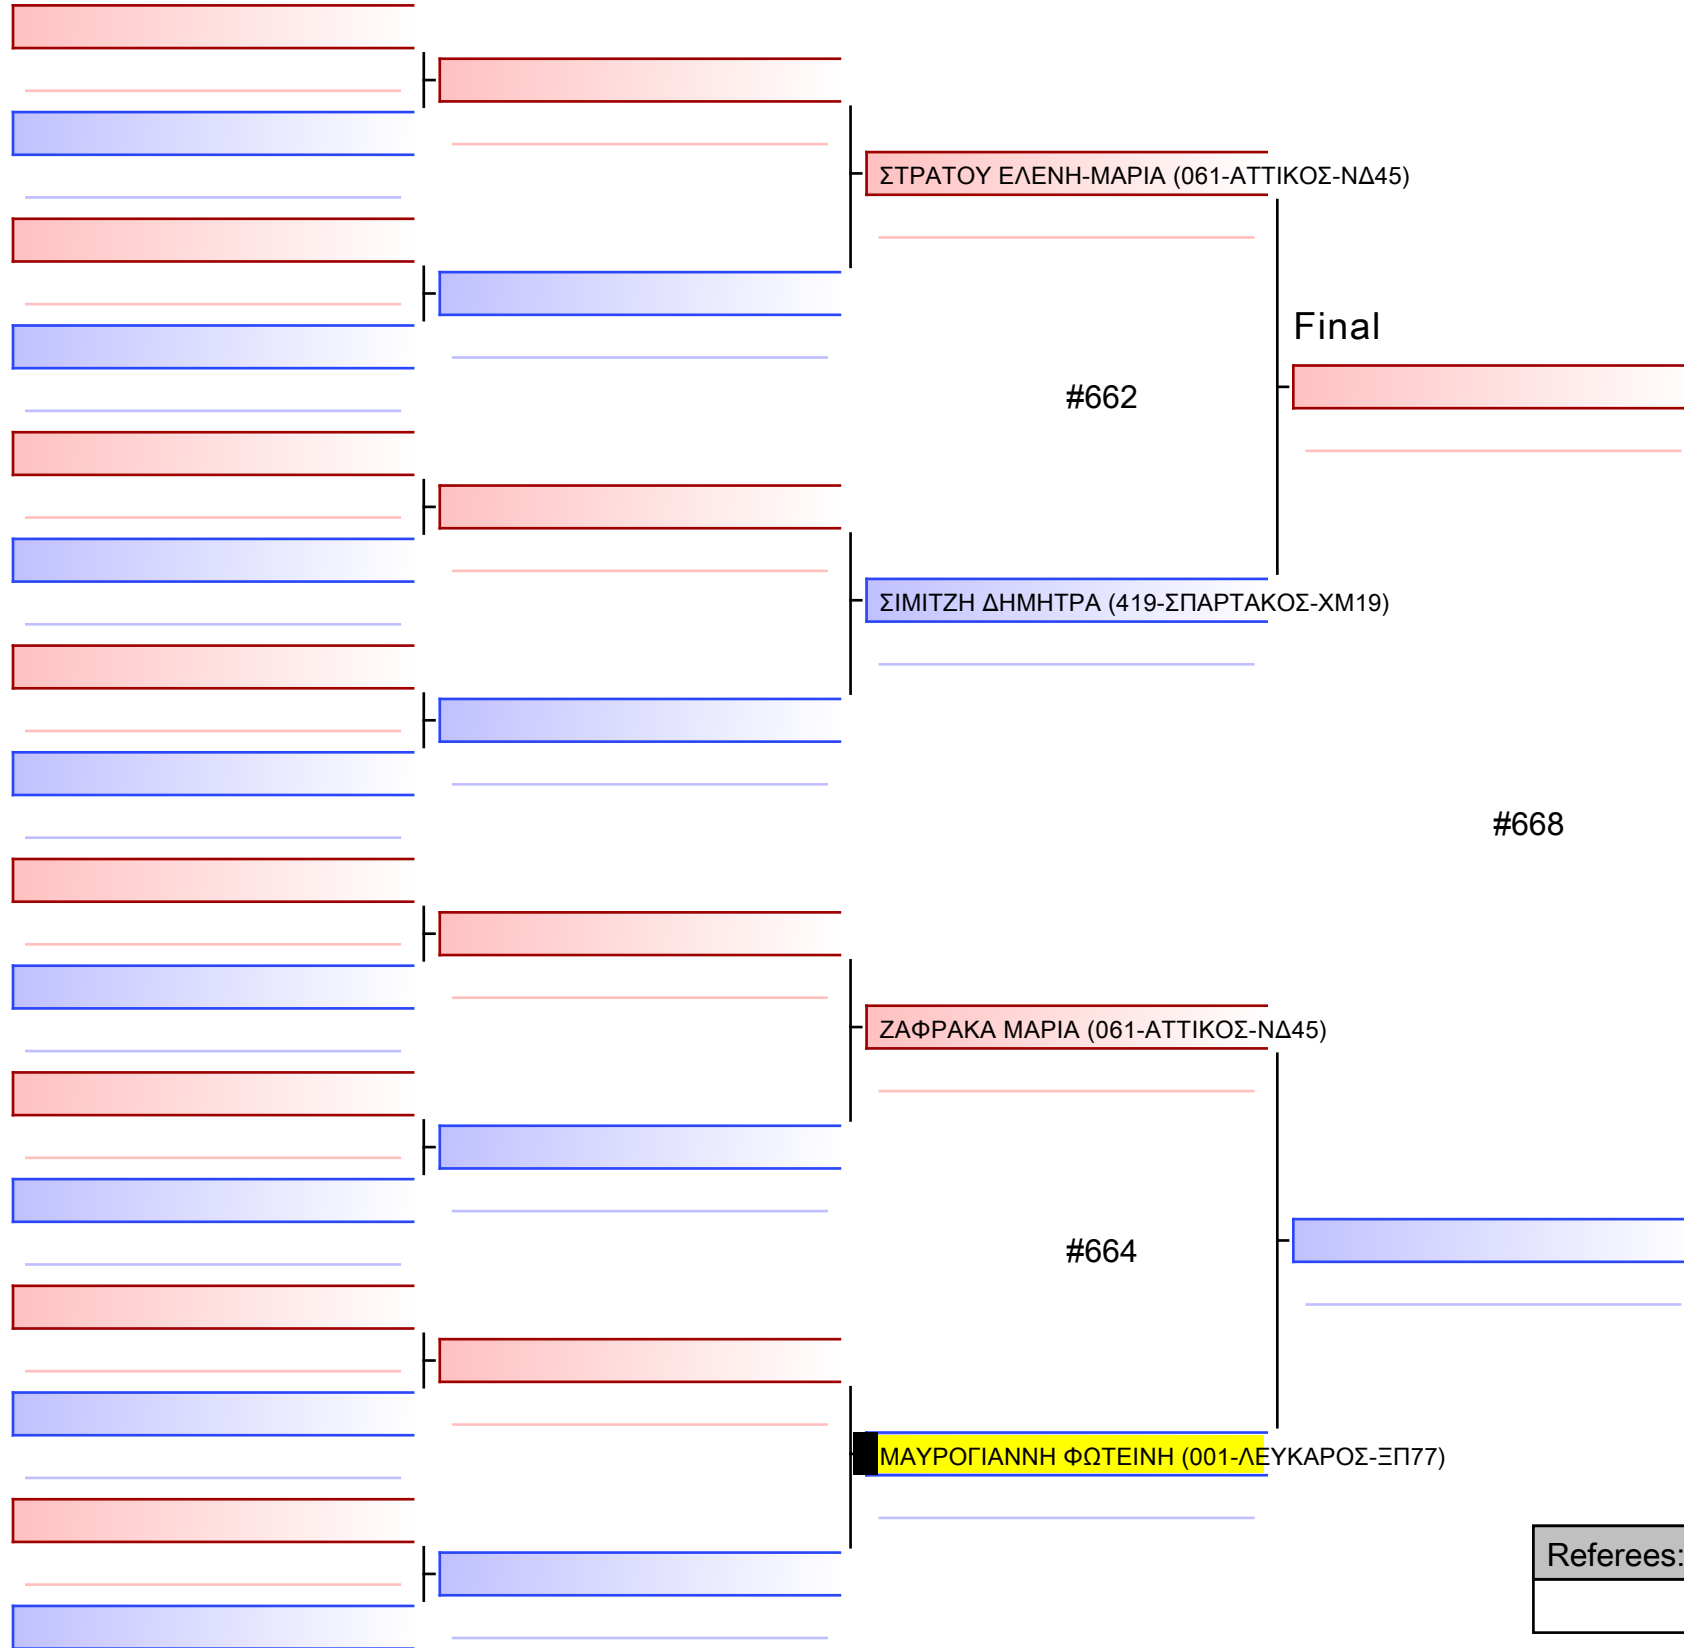 ΣΤΡΑΤΟΥ ΕΛΕΝΗ-ΜΑΡΙΑ (061-ΑΤΤΙΚΟΣ-ΝΔ45)
Final
#662
ΣΙΜΙΤΖΗ ΔΗΜΗΤΡΑ (419-ΣΠΑΡΤΑΚΟΣ-ΧΜ19)
#668
ΖΑΦΡΑΚΑ ΜΑΡΙΑ (061-ΑΤΤΙΚΟΣ-ΝΔ45)
#664
ΜΑΥΡΟΓΙΑΝΝΗ ΦΩΤΕΙΝΗ (001-ΛΕΥΚΑΡΟΣ-ΞΠ77)
Referees: